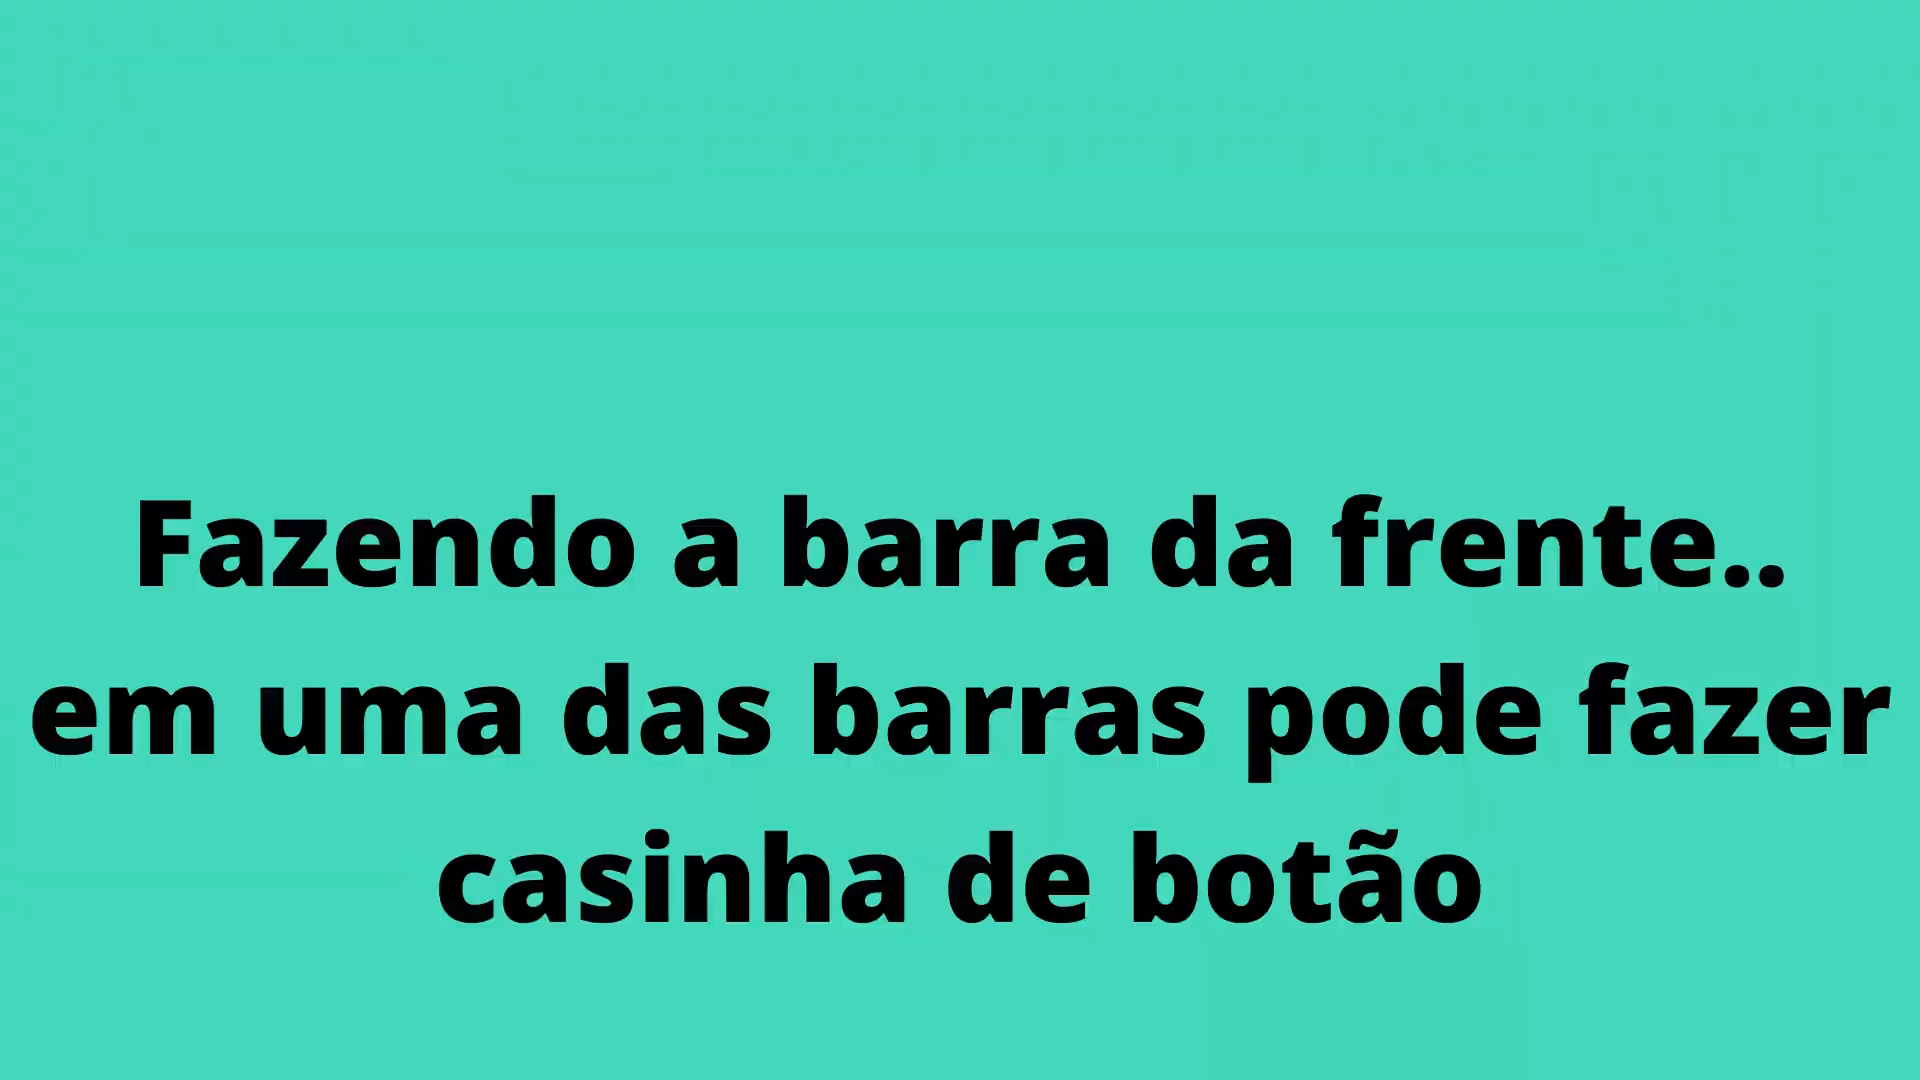 Fazendo a barra da frente..
em uma das barras pode fazer
casinha de botão